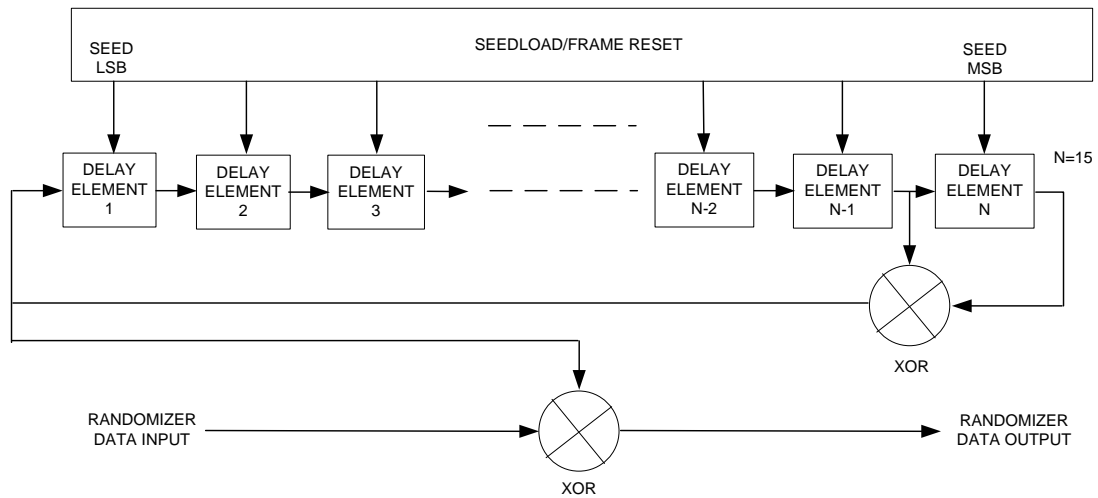 SEEDLOAD/FRAME RESET
SEED
LSB
SEED
MSB
DELAY
ELEMENT
1
DELAY
ELEMENT
2
DELAY
ELEMENT
3
DELAY
ELEMENT
N-2
DELAY
ELEMENT
N-1
DELAY
ELEMENT
N
N=15
XOR
RANDOMIZER
DATA INPUT
RANDOMIZER
DATA OUTPUT
XOR